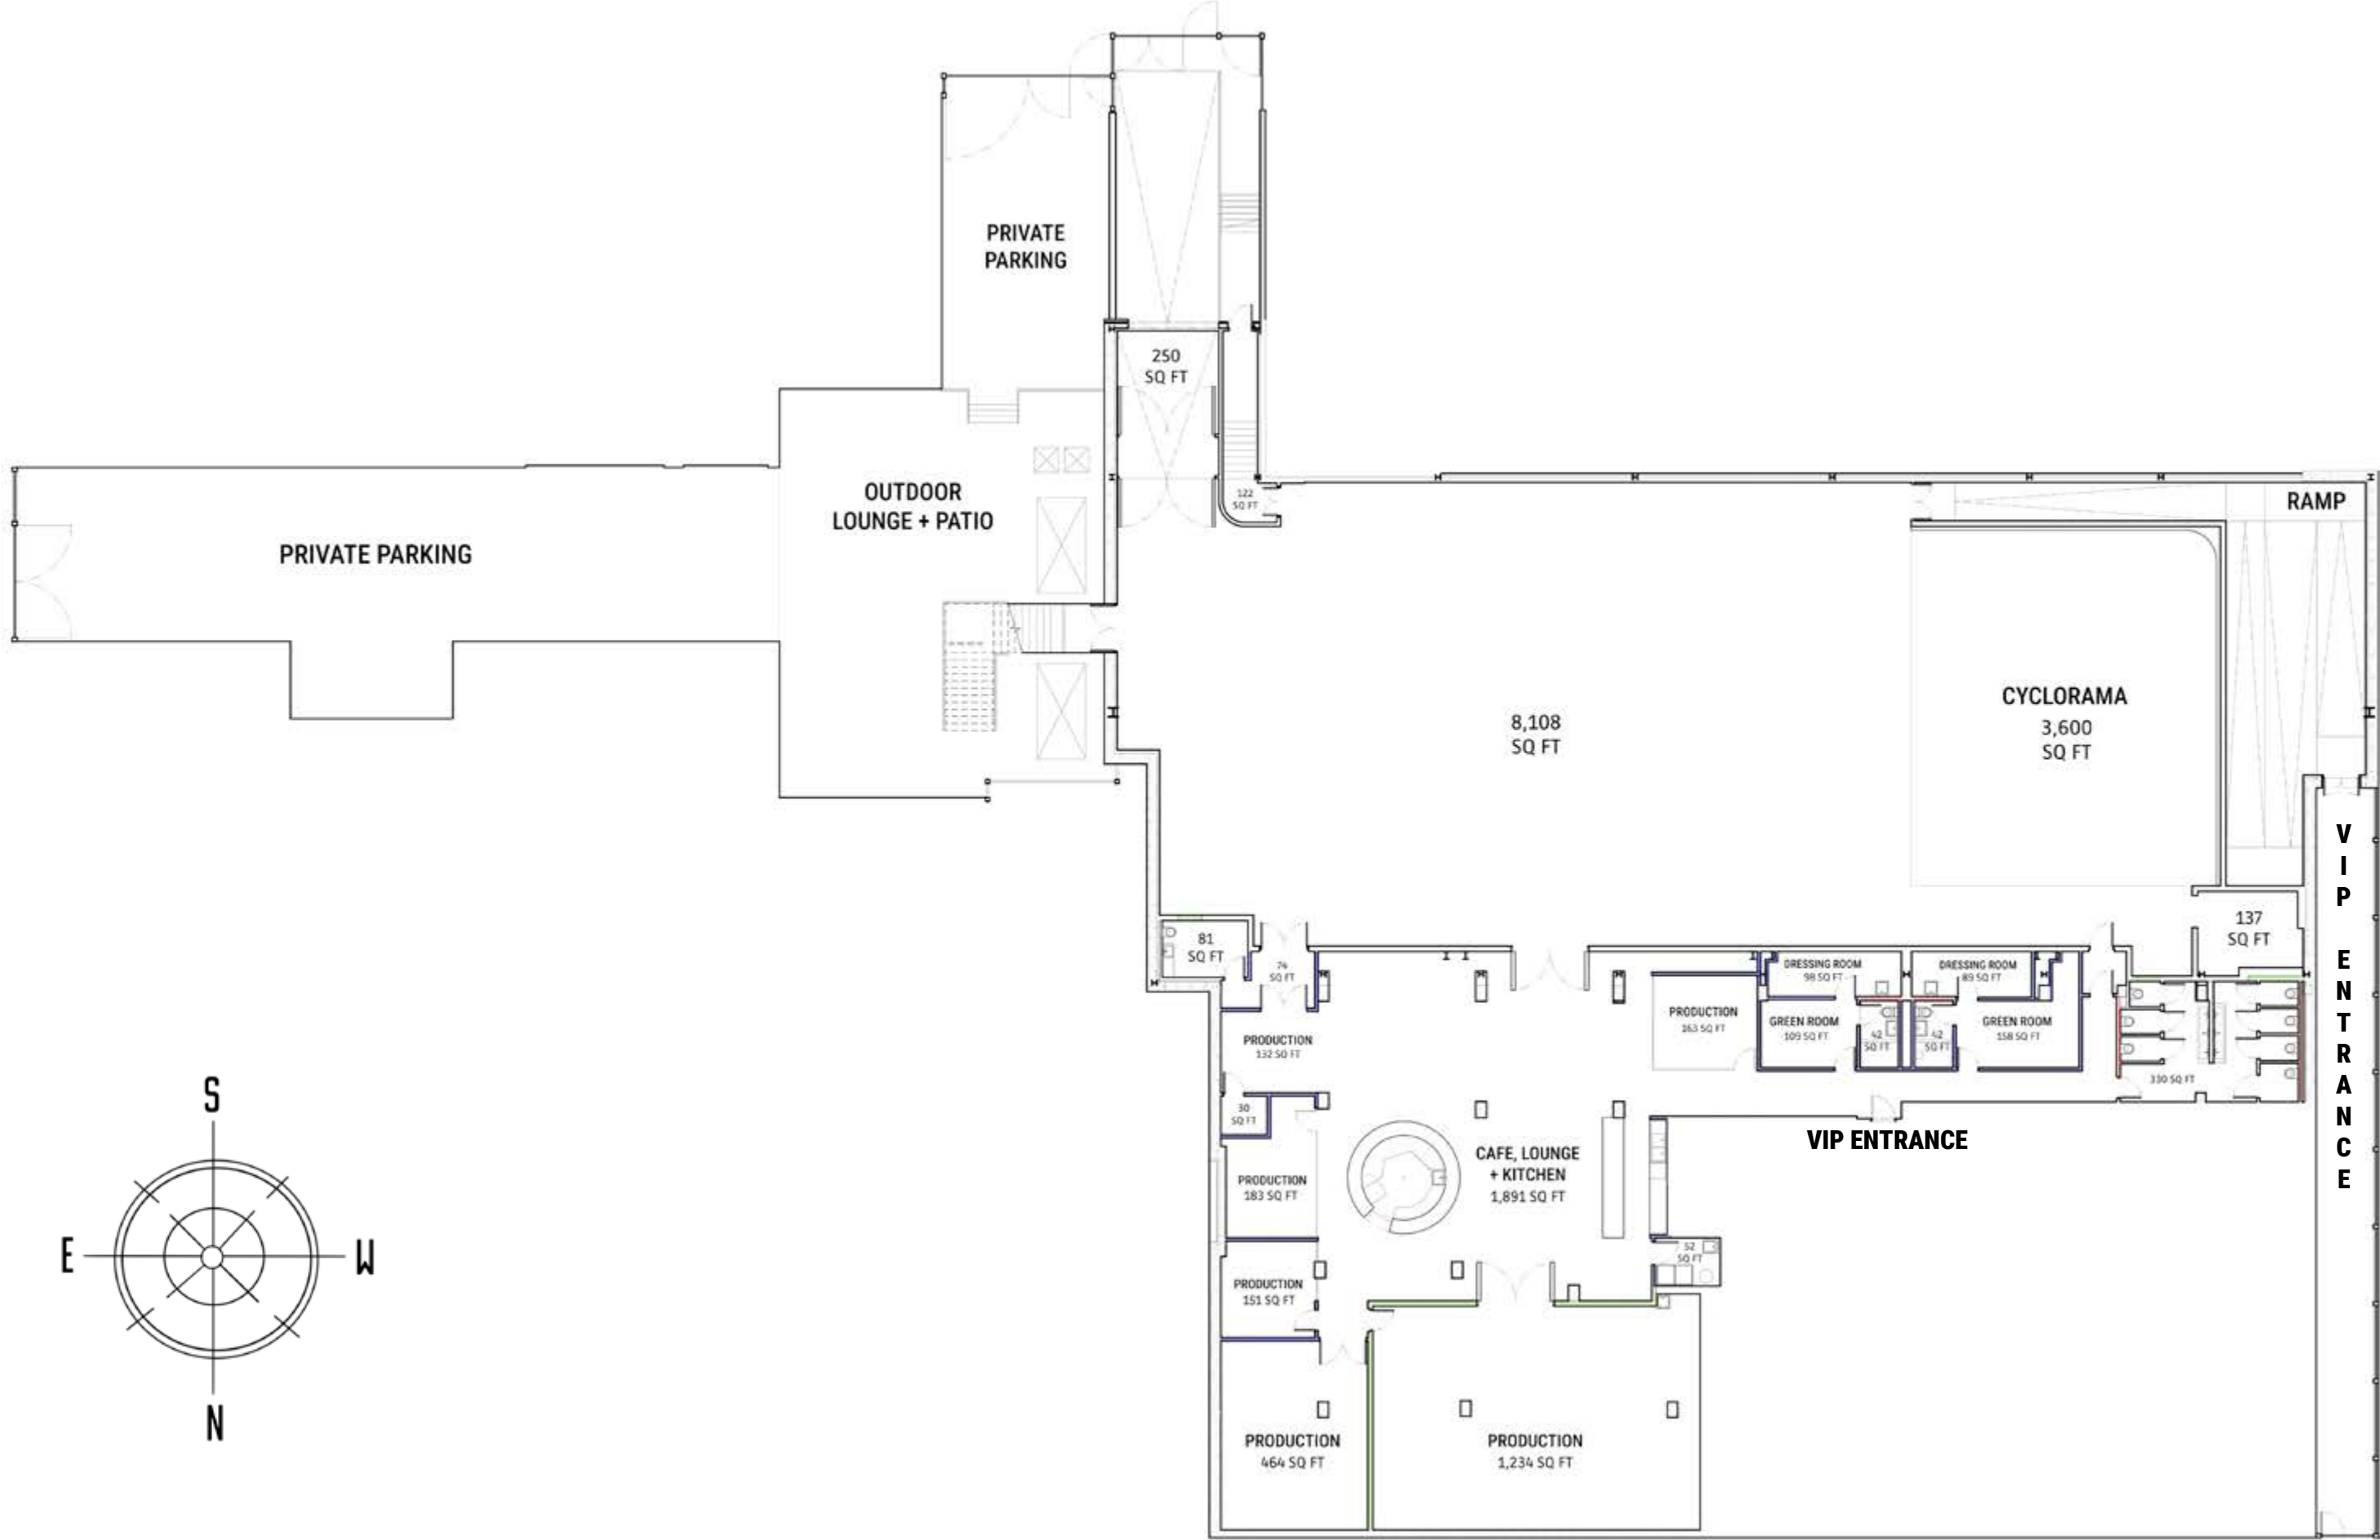 PRIVATE
PARKING
250
SQ FT
OUTDOOR
LOUNGE + PATIO
122
SQ FT
RAMP
PRIVATE PARKING
CYCLORAMA
3,600
SQ FT
8,108
SQ FT
VIP ENTRANCE
137
SQ FT
81
SQ FT
74
SQ FT
DRESSING ROOM
98 SQ FT
DRESSING ROOM
89 SQ FT
PRODUCTION
163 SQ FT
GREEN ROOM
109 SQ FT
42
SQ FT
42
SQ FT
GREEN ROOM
158 SQ FT
330 SQ FT
PRODUCTION
132 SQ FT
30
SQ FT
VIP ENTRANCE
CAFE, LOUNGE
+ KITCHEN
1,891 SQ FT
PRODUCTION
183 SQ FT
52
SQ FT
PRODUCTION
151 SQ FT
PRODUCTION
464 SQ FT
PRODUCTION
1,234 SQ FT
S
E
W
N